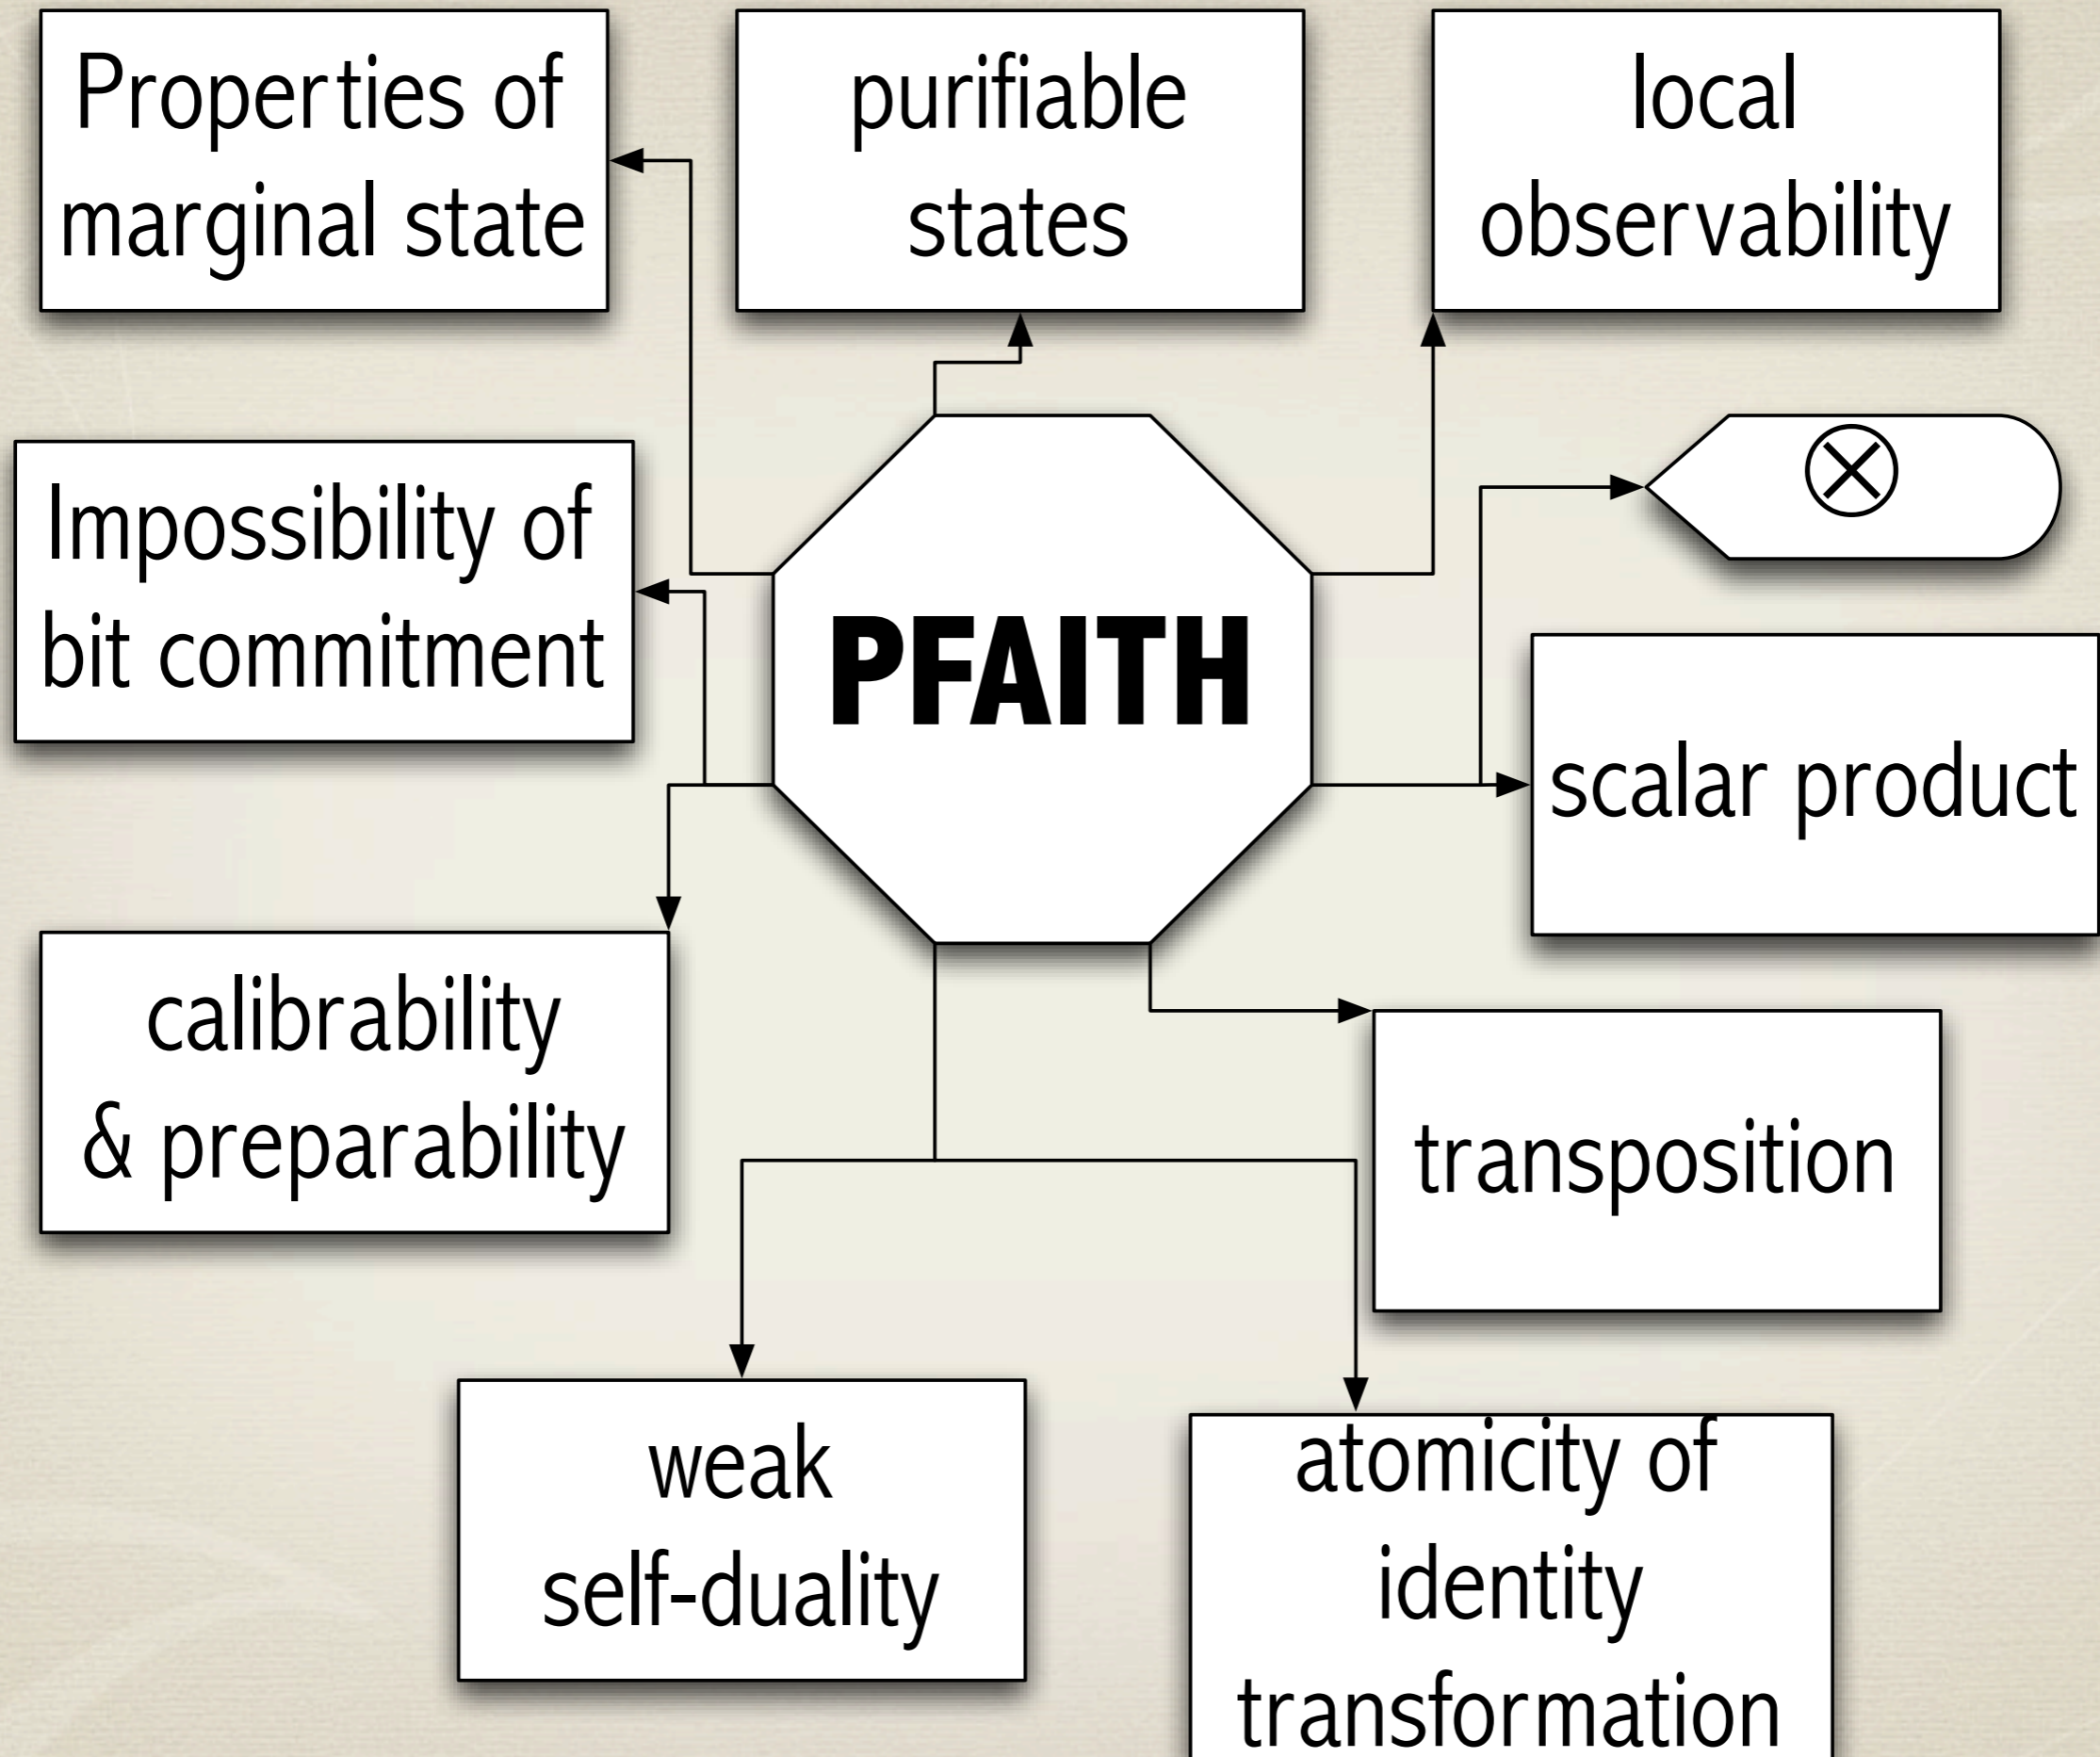 Properties of
marginal state
purifiable
states
local
observability
⊗
Impossibility of
bit commitment
PFAITH
scalar product
calibrability
& preparability
transposition
weak
self-duality
atomicity of
identity
transformation